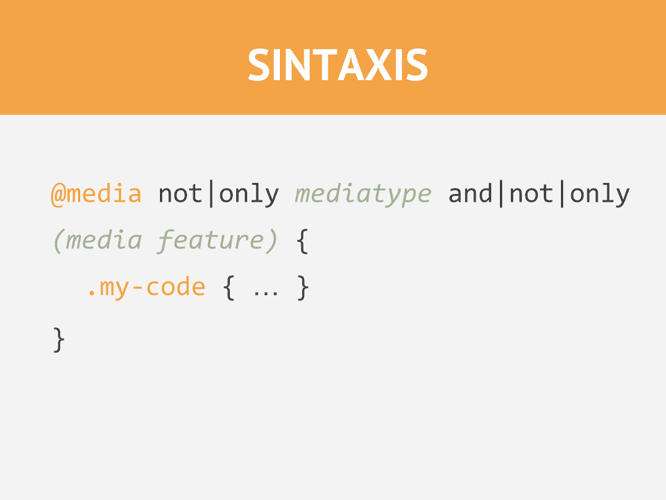 SINTAXIS
@media not|only mediatype and|not|only
(media feature) {
.my-code { … }
}